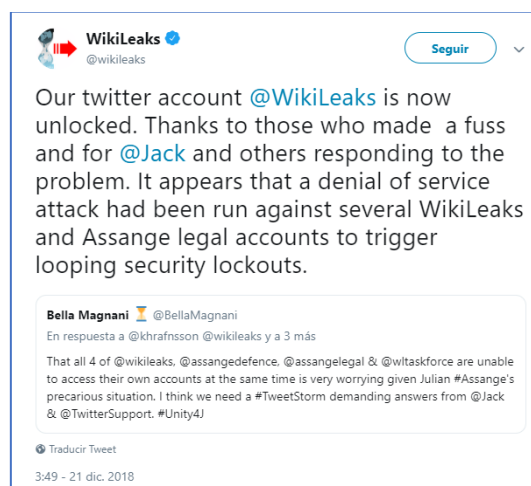 WikiLeaks
@wikileaks
Seguir
Our twitter account @WikiLeaks is now
unlocked. Thanks to those who made a fuss
and for @Jack and others responding to the
problem. It appears that a denial of service
attack had been run against several WikiLeaks
and Assange legal accounts to trigger
looping security lockouts.
Bella Magnani @BellaMagnani
En respuesta a @khrafnsson @wikileaks y a 3 más
That all 4 of @wikileaks, @assangedefence, @assangelegal & @wltaskforce are unable
to access their own accounts at the same time is very worrying given Julian #Assange's
precarious situation. I think we need a #TweetStorm demanding answers from @Jack
& @TwitterSupport. #Unity4J
Traducir Tweet
3:49 - 21 dic. 2018